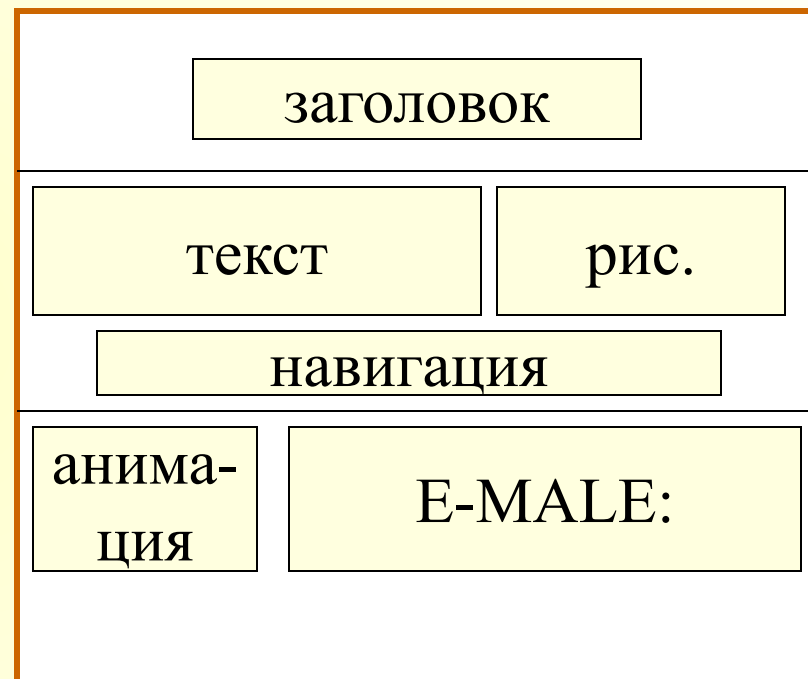 заголовок
текст
рис.
навигация
анима-
ция
E-MALE: